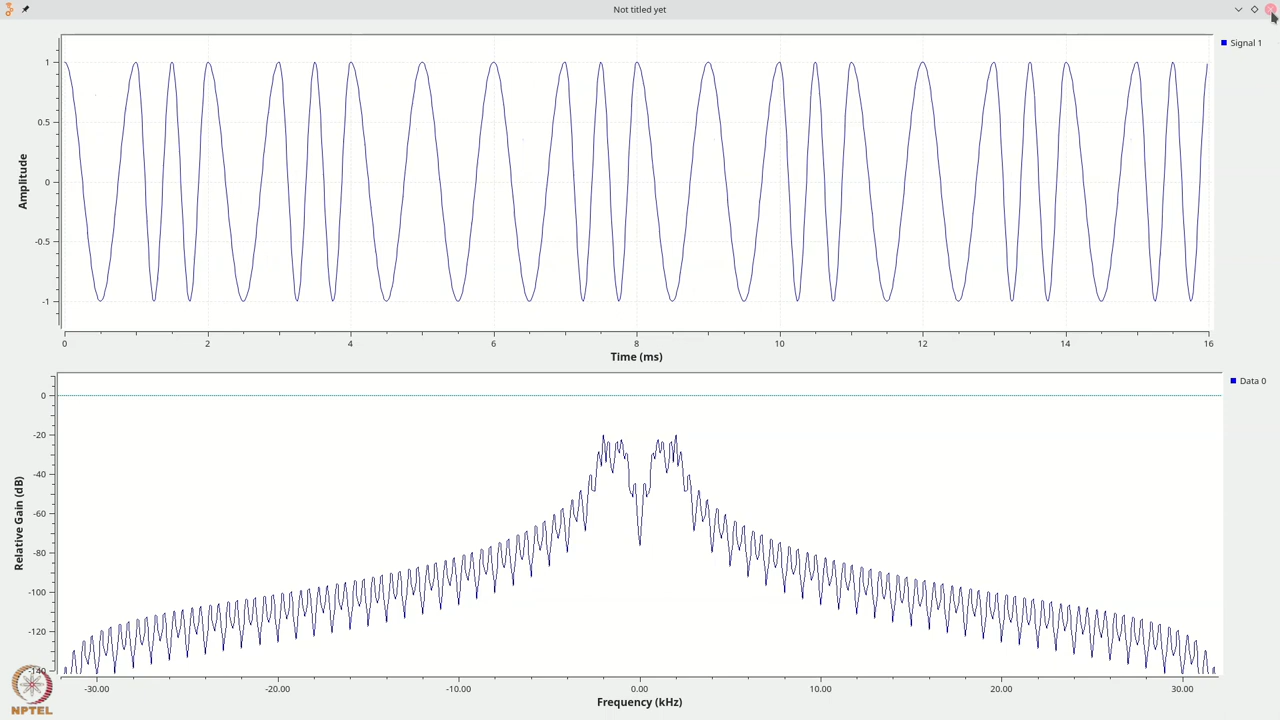 Not titled yet
Signal 1
1
0.5
0
-0.5
-1
Amplitude
0 2 4 6 8 10 12 14 16
Time (ms)
Data 0
0
-20
-40
-60
-80
-100
-120
-140
Relative Gain (dB)
-30.00 -20.00 -10.00 0.00 10.00 20.00 30.00
Frequency (kHz)
NPTEL